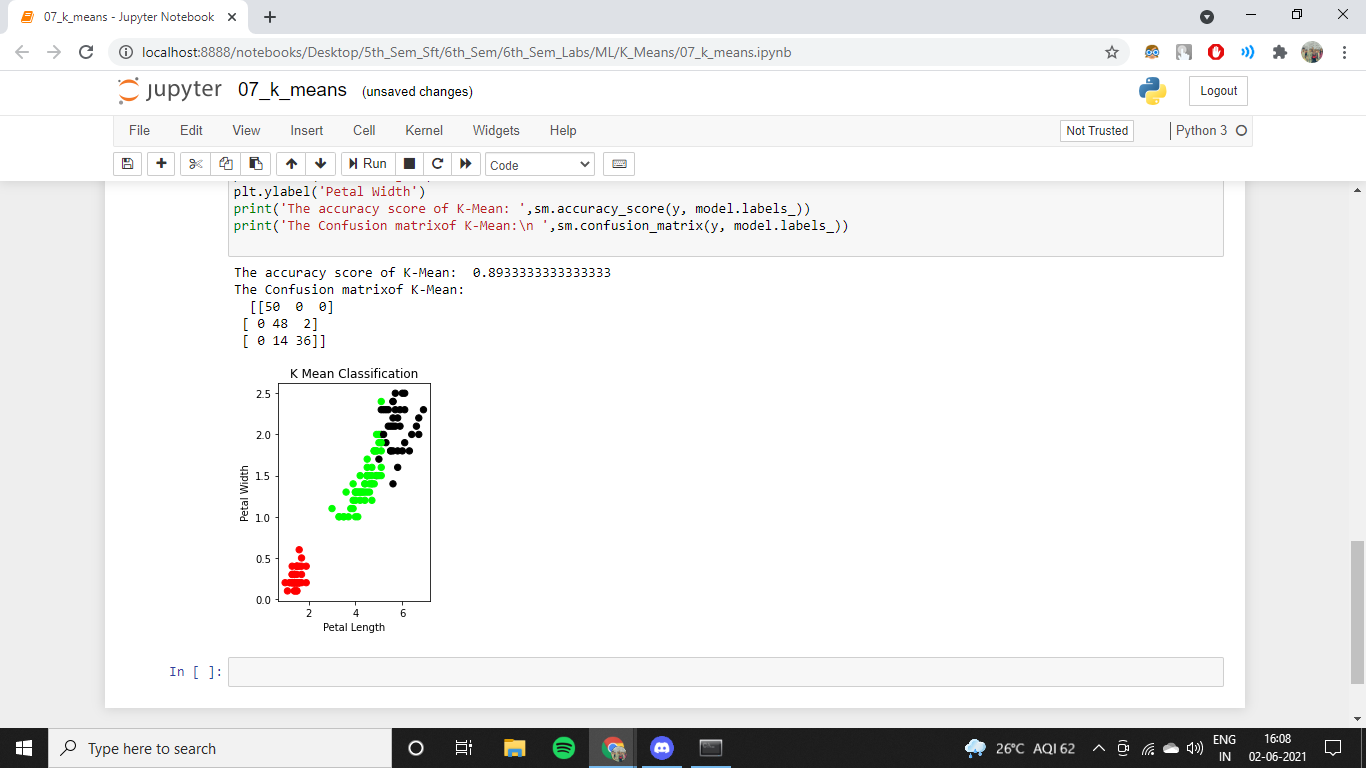 07_k_means - Jupyter Notebook
localhost:8888/notebooks/Desktop/5th_Sem_Sft/6th_Sem/6th_Sem_Labs/ML/K_Means/07_k_means.ipynb
jupyter 07_k_means (unsaved changes)
Logout
File Edit View Insert Cell Kernel Widgets Help
Not Trusted
Python 3
Run
Code
plt.ylabel('Petal Width')
print('The accuracy score of K-Mean: ',sm.accuracy_score(y, model.labels_))
print('The Confusion matrixof K-Mean:\n ',sm.confusion_matrix(y, model.labels_))
The accuracy score of K-Mean:  0.8933333333333333
The Confusion matrixof K-Mean:
[[50  0  0]
[ 0 48  2]
[ 0 14 36]]
K Mean Classification
2.5
2.0
1.5
1.0
0.5
0.0
Petal Width
2 4 6
Petal Length
In [ ]:
Type here to search
26°C AQI 62
ENG
IN
16:08
02-06-2021